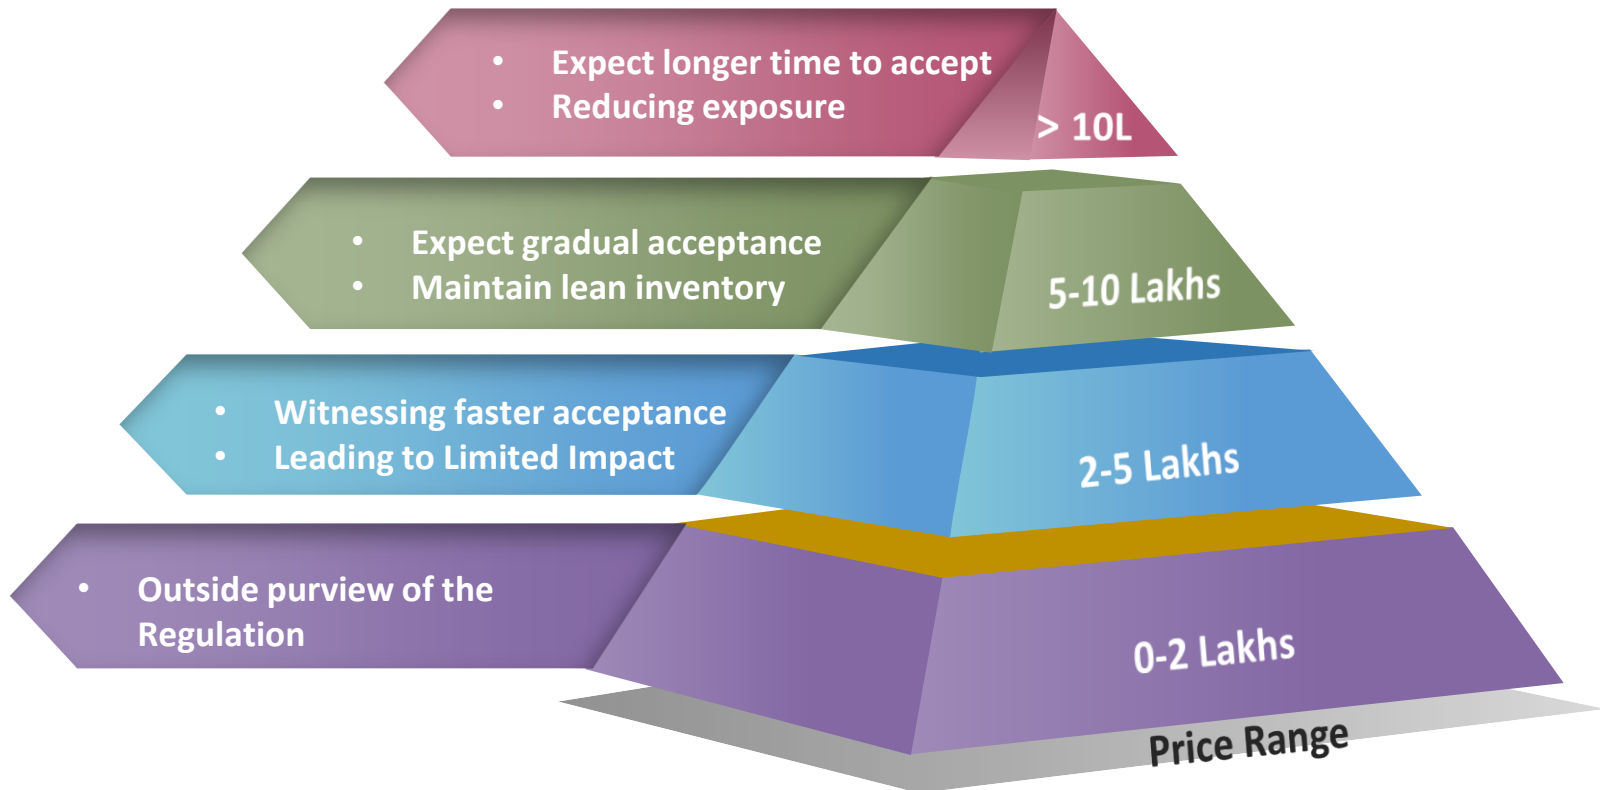 • Expect longer time to accept
• Reducing exposure
> 10L
• Expect gradual acceptance
• Maintain lean inventory
5-10 Lakhs
• Witnessing faster acceptance
• Leading to Limited Impact
2-5 Lakhs
• Outside purview of the
Regulation
0-2 Lakhs
Price Range